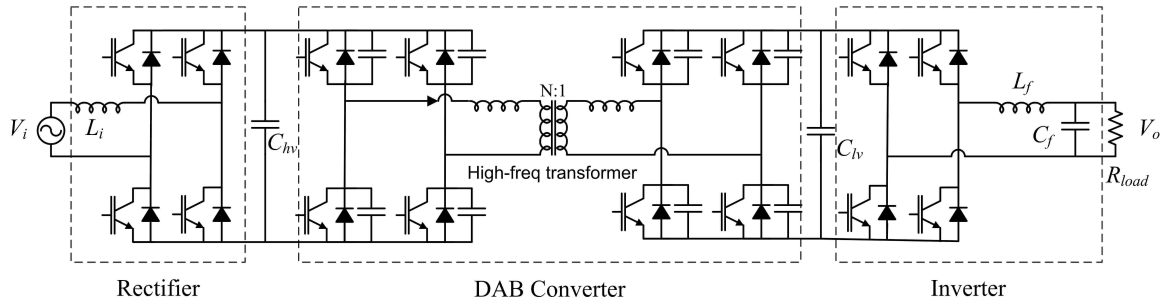 N:1
V_i
L_i
C_hv
High-freq transformer
C_lv
L_f
C_f
V_o
R_load
Rectifier
DAB Converter
Inverter